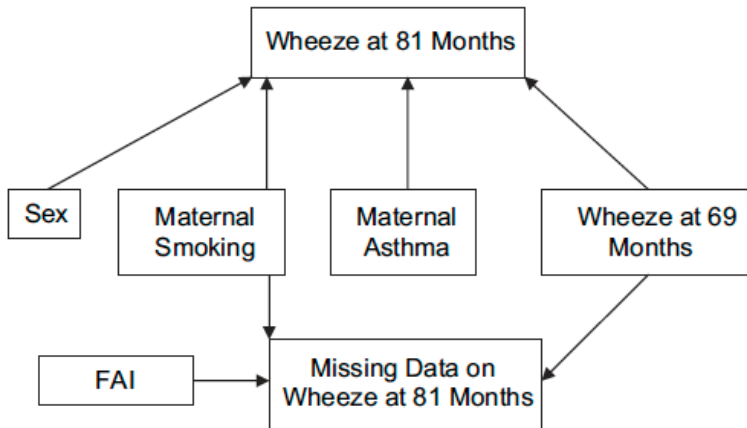 Wheeze at 81 Months
Sex
Maternal
Smoking
Maternal
Asthma
Wheeze at 69
Months
FAI
Missing Data on
Wheeze at 81 Months